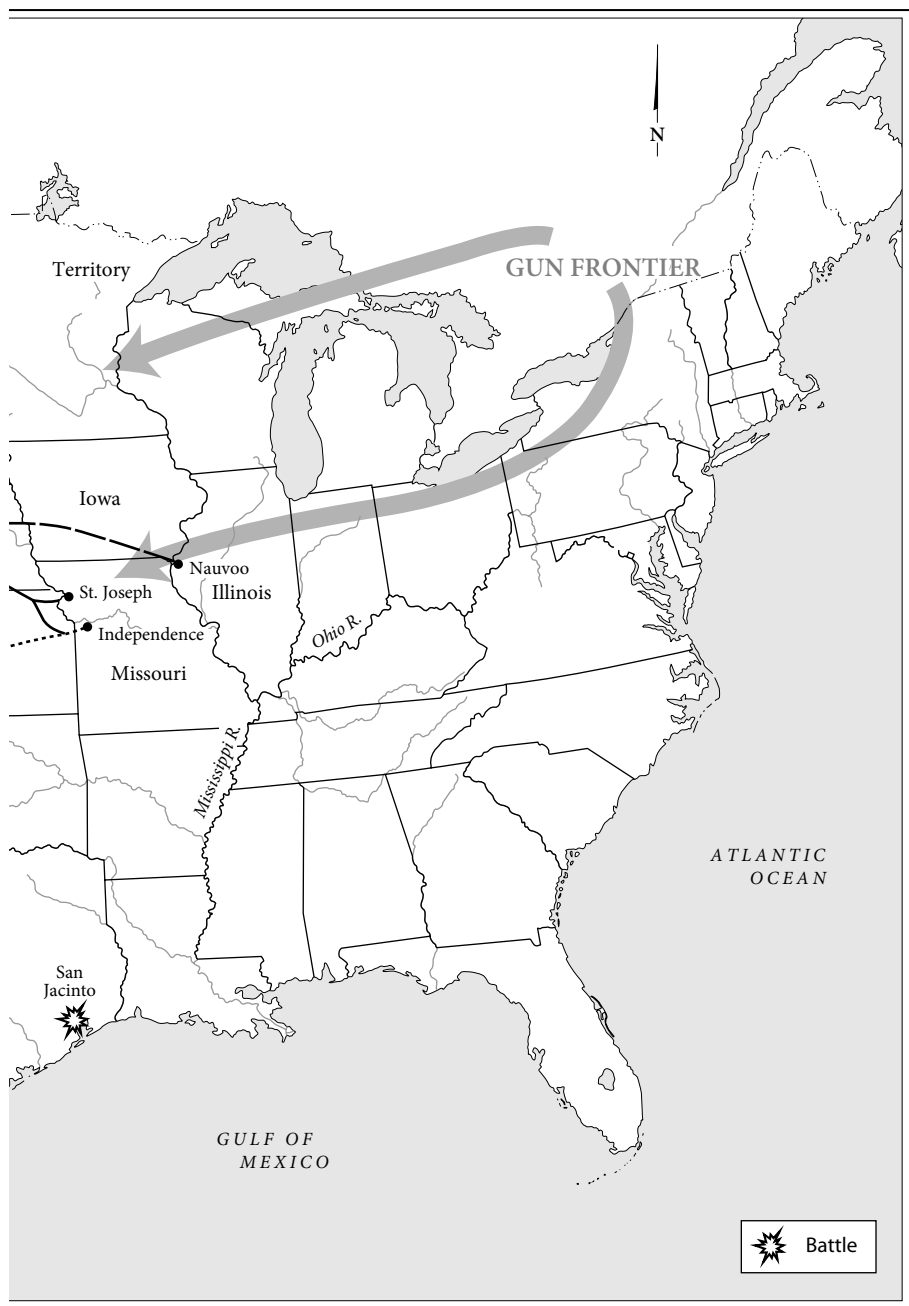 N
Territory
GUN FRONTIER
Iowa
Nauvoo
Illinois
St. Joseph
Independence
Ohio R.
Missouri
Mississippi R.
ATLANTIC
OCEAN
San
Jacinto
GULF OF
MEXICO
Battle